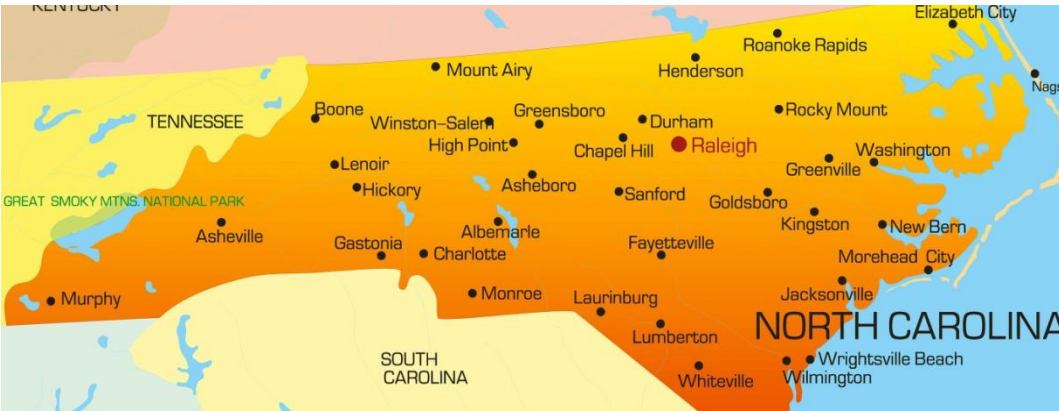 KENTUCKY
Elizabeth City
Roanoke Rapids
Henderson
Mount Airy
Nags
Boone
Greensboro
Rocky Mount
TENNESSEE
Winston-Salem
Durham
High Point
Chapel Hill
Raleigh
Washington
Lenoir
Greenville
Asheboro
Hickory
Sanford
Goldsboro
GREAT SMOKY MTNS. NATIONAL PARK
Kingston
New Bern
Asheville
Albemarle
Gastonia
Charlotte
Fayetteville
Morehead City
Murphy
Monroe
Laurinburg
Jacksonville
NORTH CAROLINA
Lumberton
SOUTH
CAROLINA
Wrightsville Beach
Whiteville
Wilmington